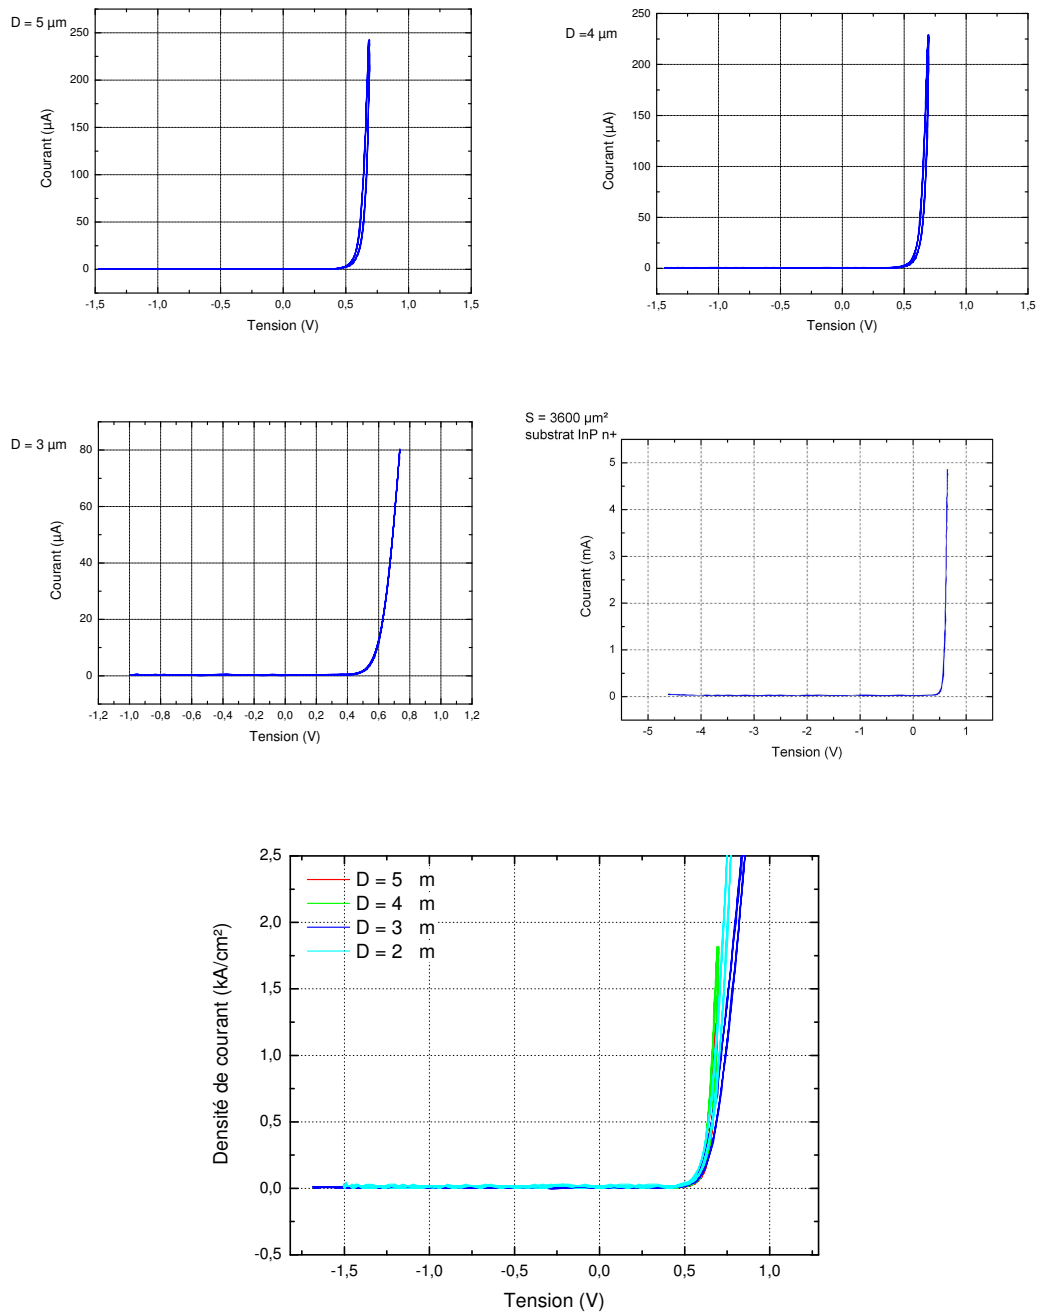 D = 5 µm
250
200
150
100
50
0
Courant (µA)
-1,5 -1,0 -0,5 0,0 0,5 1,0 1,5
Tension (V)
D =4 µm
250
200
150
100
50
0
Courant (µA)
-1,5 -1,0 -0,5 0,0 0,5 1,0 1,5
Tension (V)
D = 3 µm
80
60
40
20
0
Courant (µA)
-1,2 -1,0 -0,8 -0,6 -0,4 -0,2 0,0 0,2 0,4 0,6 0,8 1,0 1,2
Tension (V)
S = 3600 µm²
substrat InP n+
5
4
3
2
1
0
Courant (mA)
-5 -4 -3 -2 -1 0 1
Tension (V)
2,5
2,0
1,5
1,0
0,5
0,0
-0,5
Densité de courant (kA/cm²)
D = 5 m
D = 4 m
D = 3 m
D = 2 m
-1,5 -1,0 -0,5 0,0 0,5 1,0
Tension (V)